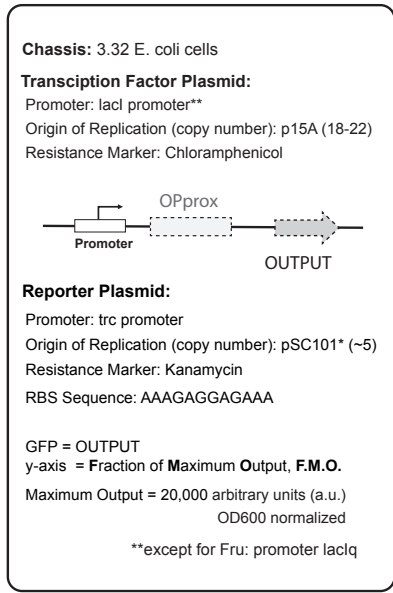 Chassis: 3.32 E. coli cells
Transciption Factor Plasmid:
Promoter: lacI promoter**
Origin of Replication (copy number): p15A (18-22)
Resistance Marker: Chloramphenicol
OPprox
Promoter
OUTPUT
Reporter Plasmid:
Promoter: trc promoter
Origin of Replication (copy number): pSC101* (~5)
Resistance Marker: Kanamycin
RBS Sequence: AAAGAGGAGAAA
GFP = OUTPUT
y-axis = Fraction of Maximum Output, F.M.O.
Maximum Output = 20,000 arbitrary units (a.u.)
OD600 normalized
**except for Fru: promoter lacIq